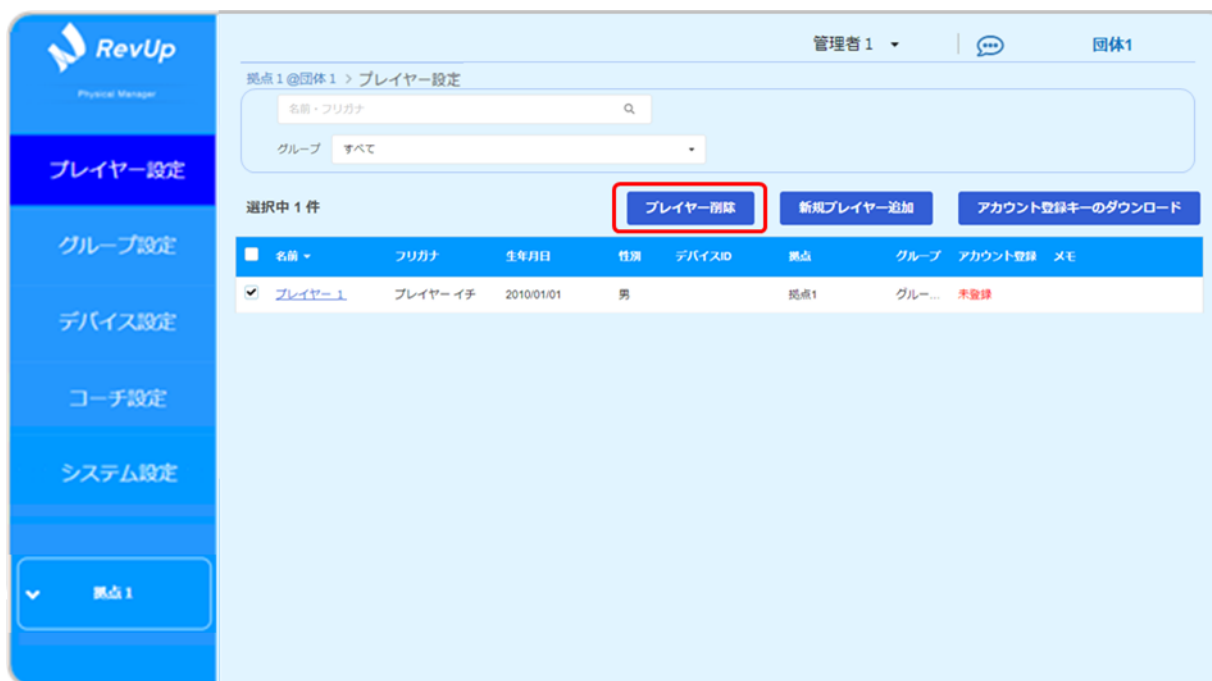 RevUp
Physical Manager
管理者1
団体1
拠点1@団体1 > プレイヤー設定
名前・フリガナ
グループ すべて
プレイヤー設定
グループ設定
デバイス設定
コーチ設定
システム設定
拠点1
選択中 1 件
プレイヤー削除
新規プレイヤー追加
アカウント登録キーのダウンロード
名前 フリガナ 生年月日 性別 デバイスID 拠点 グループ アカウント登録 メモ
プレイヤー 1 プレイヤー イチ 2010/01/01 男 拠点1 グルー... 未登録